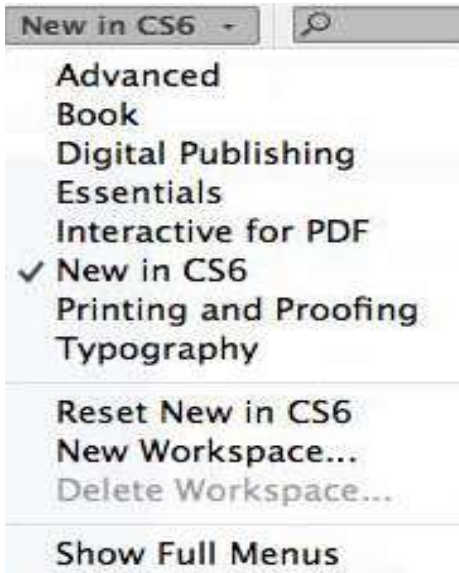 New in CS6
Advanced
Book
Digital Publishing
Essentials
Interactive for PDF
New in CS6
Printing and Proofing
Typography
Reset New in CS6
New Workspace...
Delete Workspace...
Show Full Menus